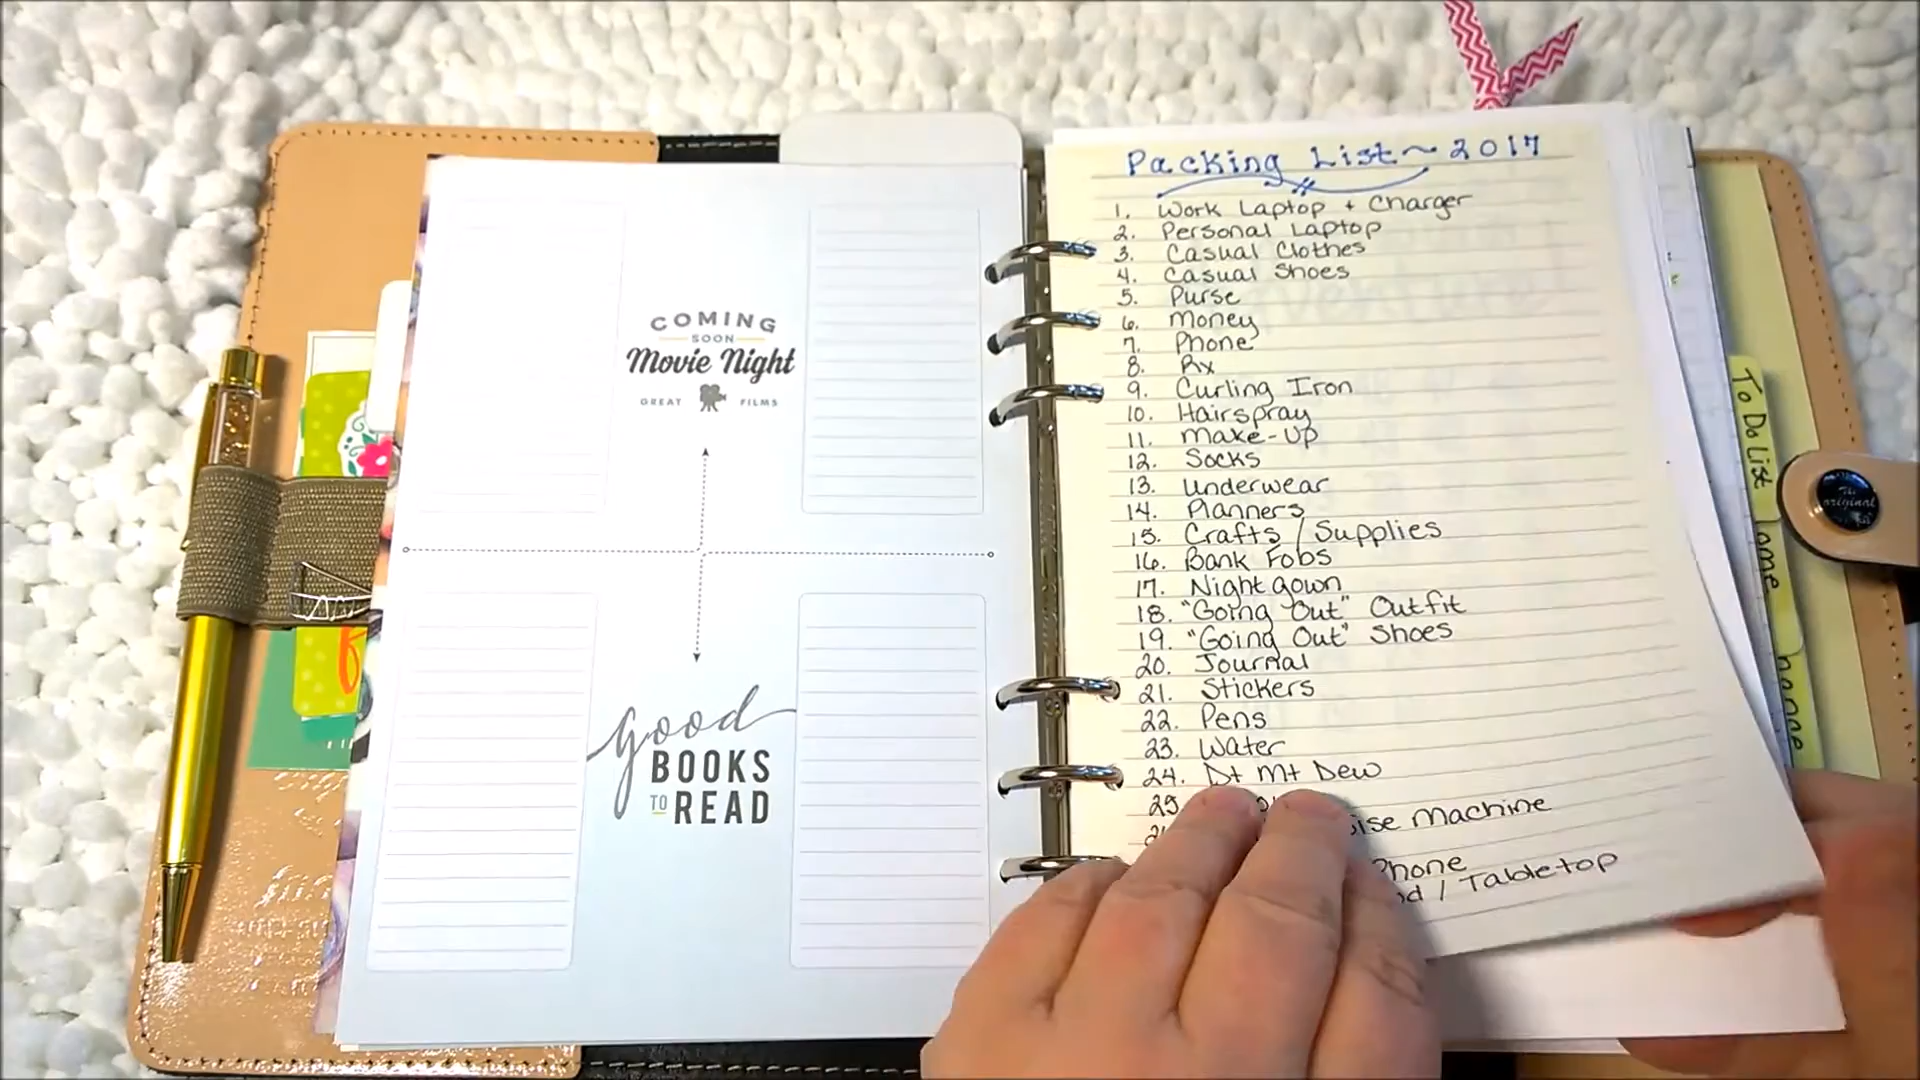 COMING
SOON
Movie Night
GREAT FILMS
good
BOOKS
TO READ
Packing List ~ 2017
1. Work Laptop + Charger
2. Personal Laptop
3. Casual Clothes
4. Casual Shoes
5. Purse
6. Money
7. Phone
8. Rx
9. Curling Iron
10. Hairspray
11. Make-Up
12. Socks
13. Underwear
14. Planners
15. Crafts / Supplies
16. Bank Fobs
17. Nightgown
18. "Going Out" Outfit
19. "Going Out" Shoes
20. Journal
21. Stickers
22. Pens
23. Water
24. Dt Mt Dew
25
Machine
Phone
/ Tabletop
To Do List
The original